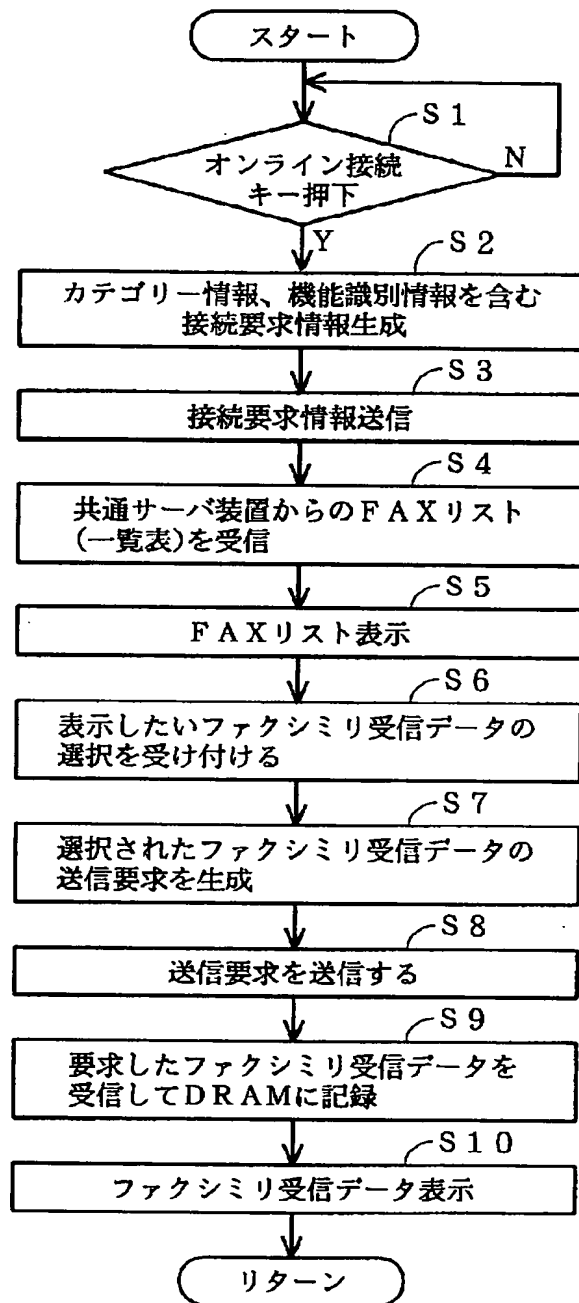 スタート
S1
オンライン接続
キー押下
N
Y
S2
カテゴリー情報、機能識別情報を含む
接続要求情報生成
S3
接続要求情報送信
S4
共通サーバ装置からのFAXリスト
(一覧表)を受信
S5
FAXリスト表示
S6
表示したいファクシミリ受信データの
選択を受け付ける
S7
選択されたファクシミリ受信データの
送信要求を生成
S8
送信要求を送信する
S9
要求したファクシミリ受信データを
受信してDRAMに記録
S10
ファクシミリ受信データ表示
リターン